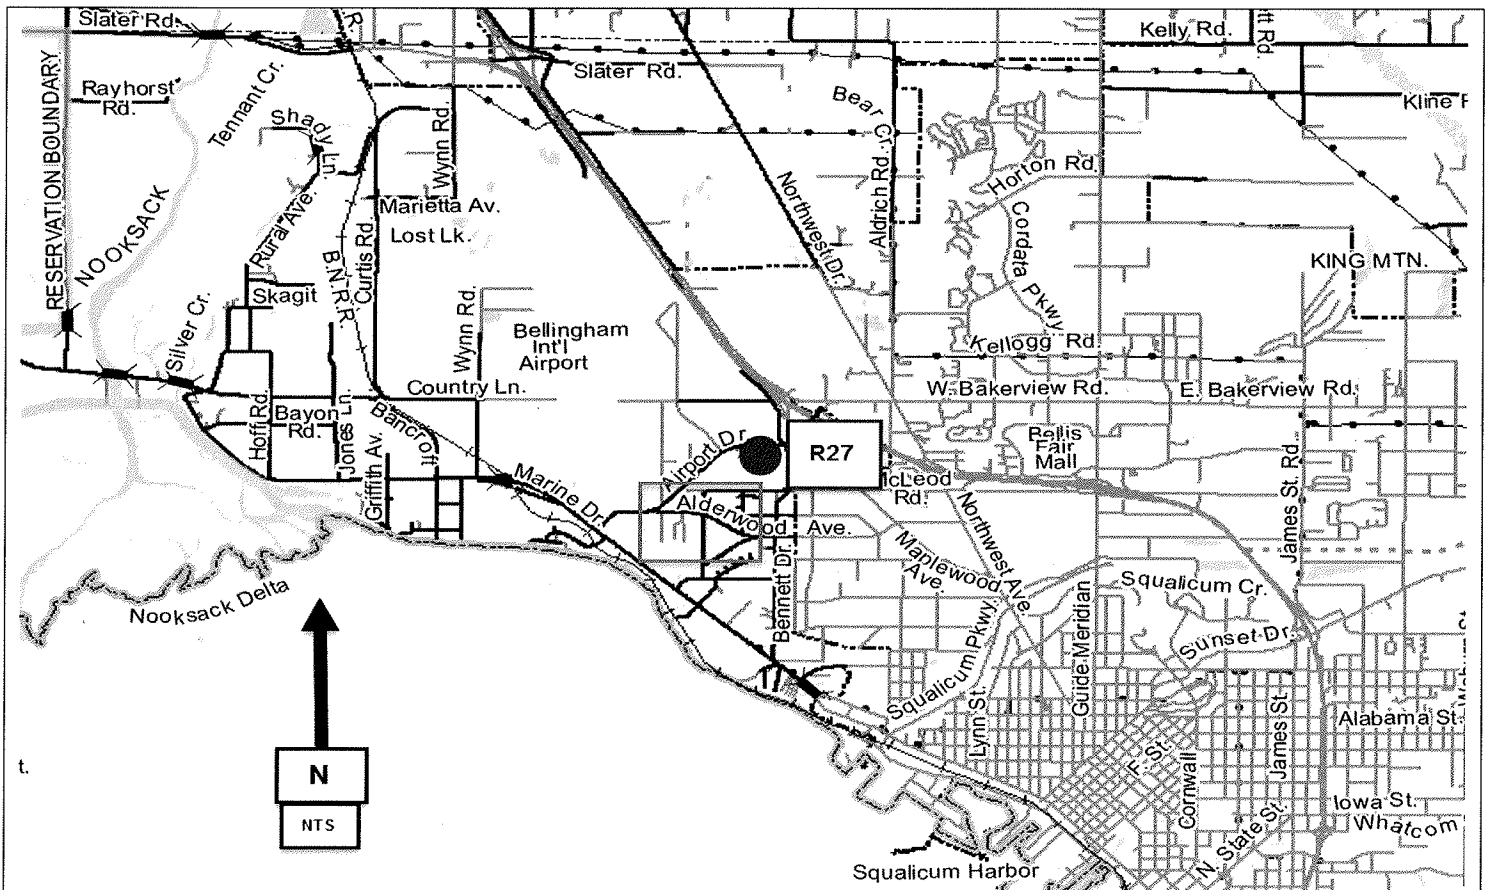 Slater Rd.
R.
Kelly Rd.
tt Rd.
Slater Rd.
Rayhorst
Rd.
Tennant Cr.
Bear Cr.
Kline R
RESERVATION BOUNDARY
Shady Ln.
Wynn Rd.
Horton Rd.
NOOKSACK
Rural Ave.
Marietta Av.
Lost Lk.
Northwest Dr.
Aldrich Rd.
Cordata Pkwy.
KING MTN.
B.N.R.R.
Curtis Rd.
Skagit
Silver Cr.
Wynn Rd.
Bellingham
Int'l
Airport
Kellogg Rd.
Country Ln.
W. Bakerview Rd.
E. Bakerview Rd.
Hoff Rd.
Bayon
Rd.
Jones Ln.
Bancroft
Griffith Av.
Airport Dr.
R27
Bellis
Fair
Mall
James St. Rd.
Marine Dr.
cLeod
Rd.
Alderwood Ave.
Northwest Ave.
Maplewood
Ave.
Bennett Dr.
Squalicum Cr.
Nooksack Delta
Squalicum Pkwy.
Guide Meridian
Sunset Dr.
Lynn St.
James St.
Alabama St.
F. St.
Cornwall
t.
N
NTS
Iowa St.
Whatcom
N. State St.
Squalicum Harbor